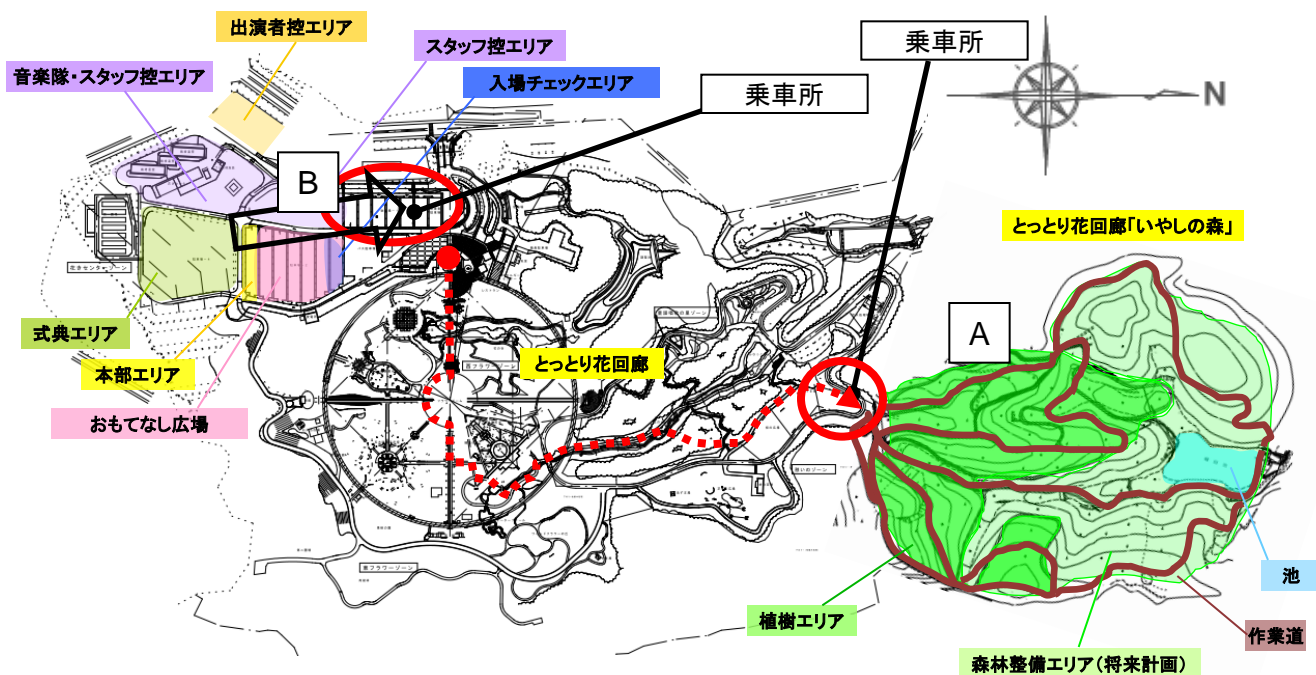 出演者控エリア
スタッフ控エリア
音楽隊・スタッフ控エリア
入場チェックエリア
乗車所
乗車所
N
B
とっとり花回廊「いやしの森」
A
式典エリア
本部エリア
おもてなし広場
とっとり花回廊
池
植樹エリア
作業道
森林整備エリア(将来計画)